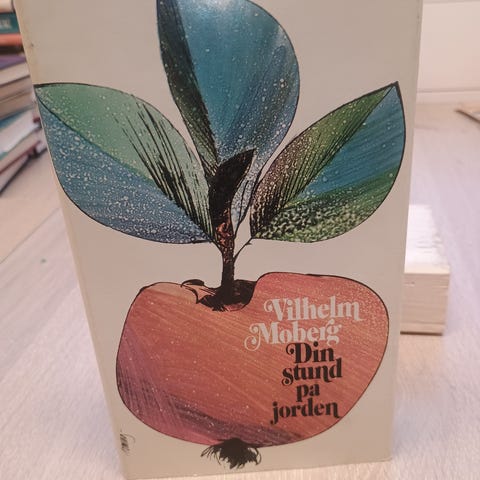 Vilhelm
Moberg
Din
stund
på
jorden